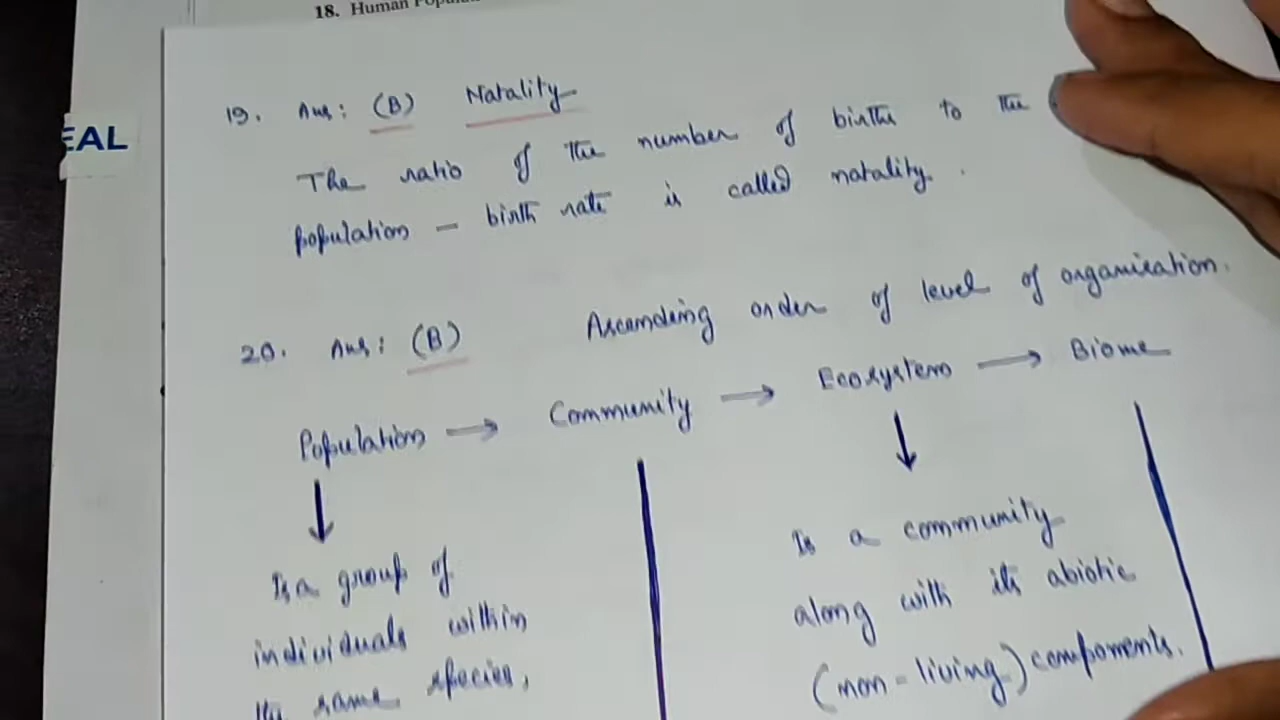 18. Human
EAL
19. Ans: (B) Natality
The ratio of the number of births to the
population - birth rate is called natality.
20. Ans: (B) Ascending order of level of organisation.
Population → Community → Ecosystem → Biome
Is a group of
individuals within
the same species,
Is a community
along with its abiotic
(non-living) components.